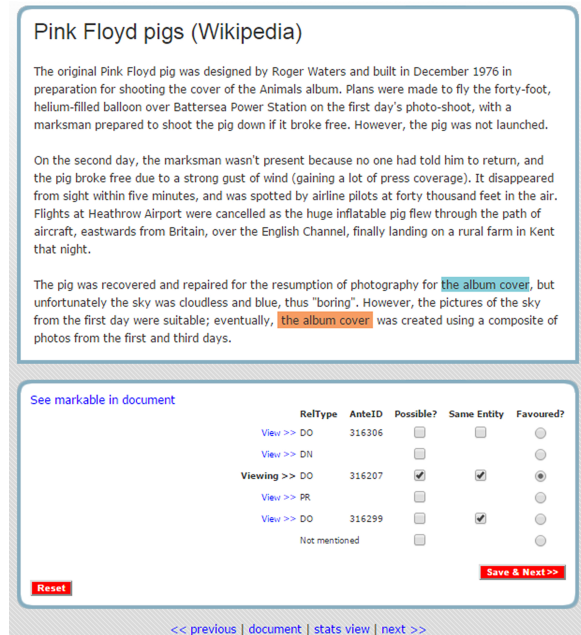 Pink Floyd pigs (Wikipedia)
The original Pink Floyd pig was designed by Roger Waters and built in December 1976 in
preparation for shooting the cover of the Animals album. Plans were made to fly the forty-foot,
helium-filled balloon over Battersea Power Station on the first day's photo-shoot, with a
marksman prepared to shoot the pig down if it broke free. However, the pig was not launched.
On the second day, the marksman wasn't present because no one had told him to return, and
the pig broke free due to a strong gust of wind (gaining a lot of press coverage). It disappeared
from sight within five minutes, and was spotted by airline pilots at forty thousand feet in the air.
Flights at Heathrow Airport were cancelled as the huge inflatable pig flew through the path of
aircraft, eastwards from Britain, over the English Channel, finally landing on a rural farm in Kent
that night.
The pig was recovered and repaired for the resumption of photography for the album cover, but
unfortunately the sky was cloudless and blue, thus "boring". However, the pictures of the sky
from the first day were suitable; eventually, the album cover was created using a composite of
photos from the first and third days.
See markable in document
RelType AnteID Possible? Same Entity Favoured?
View >> DO 316306
View >> DN
Viewing >> DO 316207
View >> PR
View >> DO 316299
Not mentioned
Save & Next >>
Reset
<< previous | document | stats view | next >>